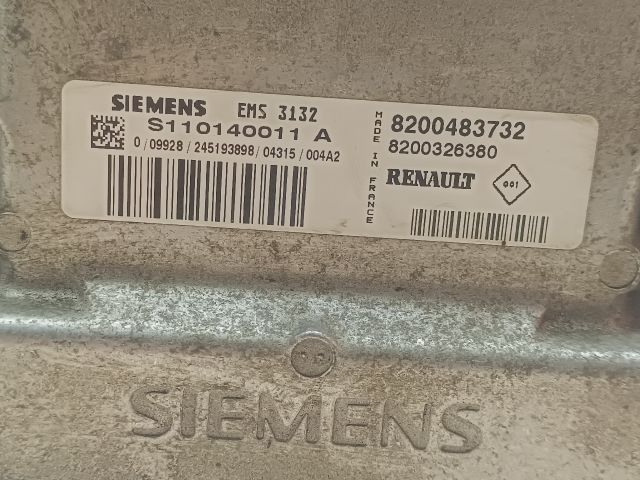 SIEMENS EMS 3132
S110140011 A
0 / 09928 / 245193898 / 04315 / 004A2
MADE IN FRANCE
8200483732
8200326380
RENAULT 001
SIEMENS